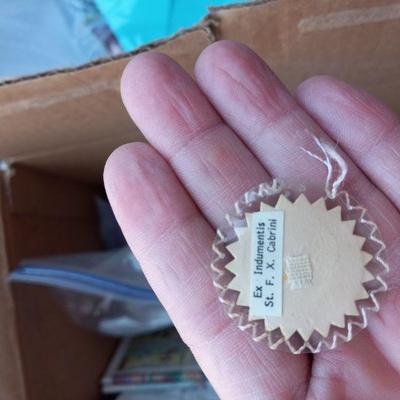 Ex Indumentis
St. F. X. Cabrini